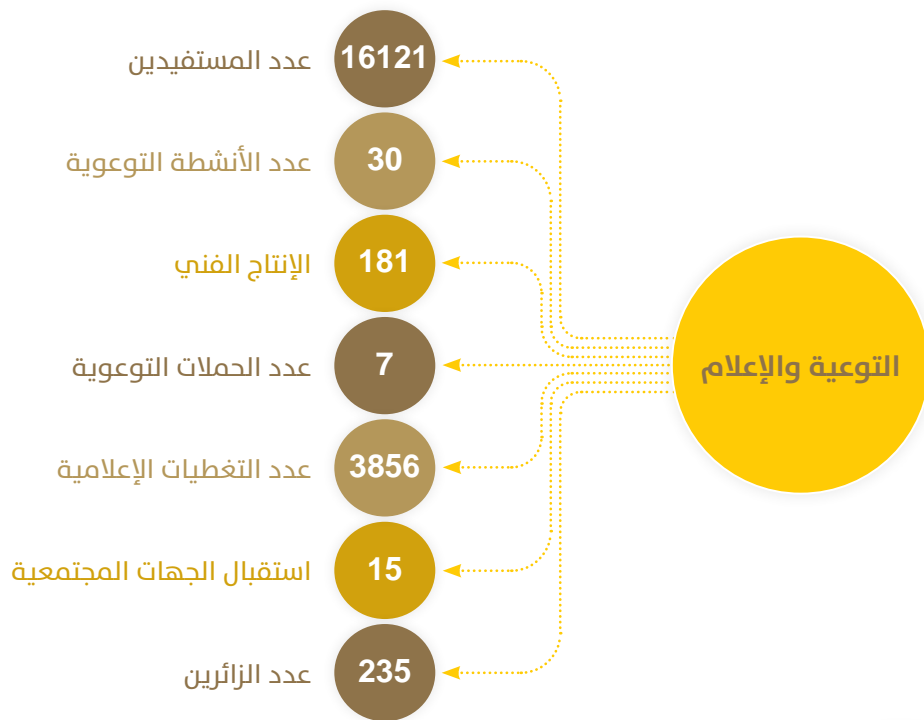 التوعية والإعلام
16121 عدد المستفيدين
30 عدد الأنشطة التوعوية
181 الإنتاج الفني
7 عدد الحملات التوعوية
3856 عدد التغطيات الإعلامية
15 استقبال الجهات المجتمعية
235 عدد الزائرين